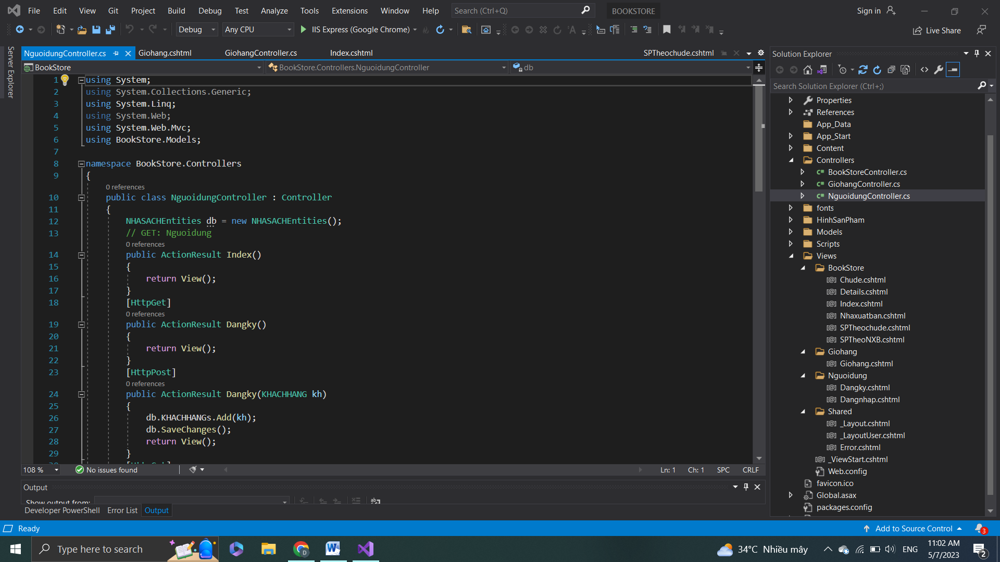 File Edit View Git Project Build Debug Test Analyze Tools Extensions Window Help Search (Ctrl+Q) BOOKSTORE Sign in
Debug Any CPU IIS Express (Google Chrome) Live Share
Server Explorer
NguoidungController.cs Giohang.cshtml GiohangController.cs Index.cshtml SPTheochude.cshtml
BookStore BookStore.Controllers.NguoidungController db
1 using System;
2 using System.Collections.Generic;
3 using System.Linq;
4 using System.Web;
5 using System.Web.Mvc;
6 using BookStore.Models;
7
8 namespace BookStore.Controllers
9 {
0 references
10 public class NguoidungController : Controller
11 {
12 NHASACHEntities db = new NHASACHEntities();
13 // GET: Nguoidung
0 references
14 public ActionResult Index()
15 {
16 return View();
17 }
18 [HttpGet]
0 references
19 public ActionResult Dangky()
20 {
21 return View();
22 }
23 [HttpPost]
0 references
24 public ActionResult Dangky(KHACHHANG kh)
25 {
26 db.KHACHHANGs.Add(kh);
27 db.SaveChanges();
28 return View();
29 }
108 % No issues found Ln: 1 Ch: 1 SPC CRLF
Output
Show output from:
Developer PowerShell Error List Output
Solution Explorer
Search Solution Explorer (Ctrl+;)
Properties
References
App_Data
App_Start
Content
Controllers
C# BookStoreController.cs
C# GiohangController.cs
C# NguoidungController.cs
fonts
HinhSanPham
Models
Scripts
Views
BookStore
[@] Chude.cshtml
[@] Details.cshtml
[@] Index.cshtml
[@] Nhaxuatban.cshtml
[@] SPTheochude.cshtml
[@] SPTheoNXB.cshtml
Giohang
[@] Giohang.cshtml
Nguoidung
[@] Dangky.cshtml
[@] Dangnhap.cshtml
Shared
[@] _Layout.cshtml
[@] _LayoutUser.cshtml
[@] Error.cshtml
[@] _ViewStart.cshtml
Web.config
favicon.ico
Global.asax
packages.config
Ready Add to Source Control 3
Type here to search D 34°C Nhiều mây ENG 11:02 AM
5/7/2023 2